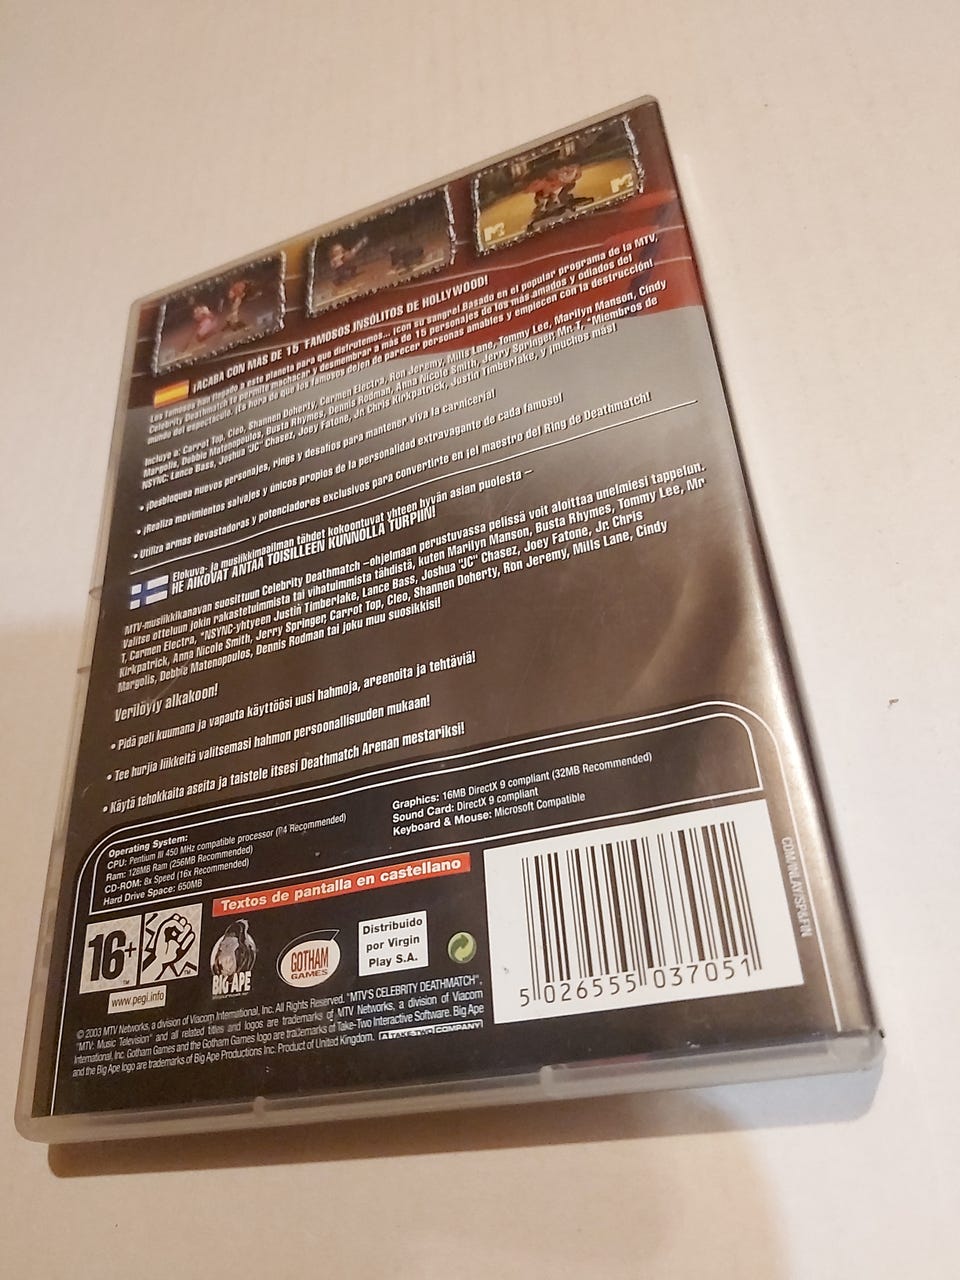 ¡ACABA CON MÁS DE 15 FAMOSOS INSÓLITOS DE HOLLYWOOD!
Los famosos han llegado a este planeta para que disfrutemos... ¡con su sangre! Basado en el popular programa de la MTV,
Celebrity Deathmatch te permite machacar y desmembrar a más de 15 personajes de los más amados y odiados del
mundo del espectáculo. ¡Es hora de que los famosos dejen de parecer personas amables y empiecen con la destrucción!
Incluye a: Carrot Top, Cleo, Shannen Doherty, Carmen Electra, Ron Jeremy, Mills Lane, Tommy Lee, Marilyn Manson, Cindy
Margolis, Debbie Matenopoulos, Busta Rhymes, Dennis Rodman, Anna Nicole Smith, Jerry Springer, Mr. T, *Miembros de
NSYNC: Lance Bass, Joshua "JC" Chasez, Joey Fatone, Jr. Chris Kirkpatrick, Justin Timberlake, y ¡muchos más!
• ¡Desbloquea nuevos personajes, rings y desafíos para mantener viva la carnicería!
• ¡Realiza movimientos salvajes y únicos propios de la personalidad extravagante de cada famoso!
• Utiliza armas devastadoras y potenciadores exclusivos para convertirte en ¡el maestro del Ring de Deathmatch!
Elokuva- ja musiikkimaailman tähdet kokoontuvat yhteen hyvän asian puolesta –
HE AIKOVAT ANTAA TOISILLEEN KUNNOLLA TURPIIN!
MTV-musiikkikanavan suosittuun Celebrity Deathmatch –ohjelmaan perustuvassa pelissä voit aloittaa unelmiesi tappelun.
Valitse otteluun jokin rakastetuimmista tai vihatuimmista tähdistä, kuten Marilyn Manson, Busta Rhymes, Tommy Lee, Mr
T, Carmen Electra, *NSYNC-yhtyeen Justin Timberlake, Lance Bass, Joshua "JC" Chasez, Joey Fatone, Jr. Chris
Kirkpatrick, Anna Nicole Smith, Jerry Springer, Carrot Top, Cleo, Shannen Doherty, Ron Jeremy, Mills Lane, Cindy
Margolis, Debbie Matenopoulos, Dennis Rodman tai joku muu suosikkisi!
Verilöyly alkakoon!
• Pidä peli kuumana ja vapauta käyttöösi uusi hahmoja, areenoita ja tehtäviä!
• Tee hurjia liikkeitä valitsemasi hahmon persoonallisuuden mukaan!
• Käytä tehokkaita aseita ja taistele itsesi Deathmatch Arenan mestariksi!
Operating System:
CPU: Pentium III 450 MHz compatible processor (P4 Recommended)
Ram: 128MB Ram (256MB Recommended)
CD-ROM: 8x Speed (16x Recommended)
Hard Drive Space: 650MB
Graphics: 16MB DirectX 9 compliant (32MB Recommended)
Sound Card: DirectX 9 compliant
Keyboard & Mouse: Microsoft Compatible
Textos de pantalla en castellano
16+
TM
TM
www.pegi.info
BIG APE
GOTHAM
GAMES
Distribuido
por Virgin
Play S.A.
5 026555 037051
CDM/INLAY/SP&FIN
© 2003 MTV Networks, a division of Viacom International, Inc. All Rights Reserved. "MTV'S CELEBRITY DEATHMATCH",
"MTV: Music Television" and all related titles and logos are trademarks of MTV Networks, a division of Viacom
International, Inc. Gotham Games and the Gotham Games logo are trademarks of Take-Two Interactive Software. Big Ape
and the Big Ape logo are trademarks of Big Ape Productions Inc. Product of United Kingdom. A TAKE-TWO COMPANY